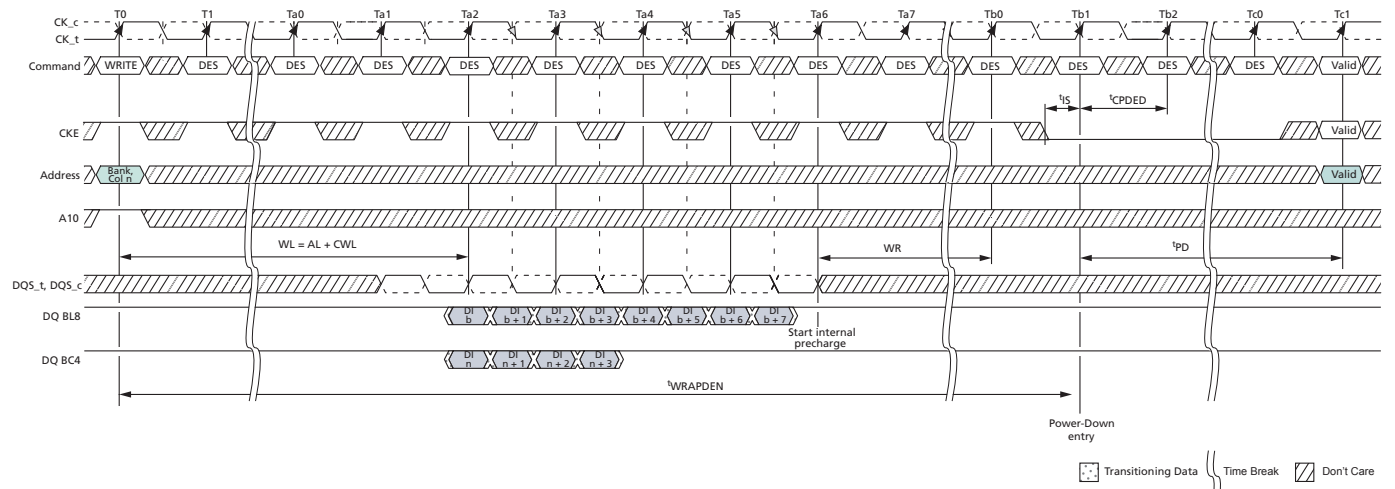 T0 T1 Ta0 Ta1 Ta2 Ta3 Ta4 Ta5 Ta6 Ta7 Tb0 Tb1 Tb2 Tc0 Tc1
CK_c
CK_t
Command WRITE DES DES DES DES DES DES DES DES DES DES DES DES DES Valid
tIS tCPDED
CKE Valid
Address Bank, Col n Valid
A10
WL = AL + CWL WR tPD
DQS_t, DQS_c
DQ BL8 DI b DI b + 1 DI b + 2 DI b + 3 DI b + 4 DI b + 5 DI b + 6 DI b + 7
Start internal
precharge
DQ BC4 DI n DI n + 1 DI n + 2 DI n + 3
tWRAPDEN
Power-Down
entry
Transitioning Data Time Break Don't Care